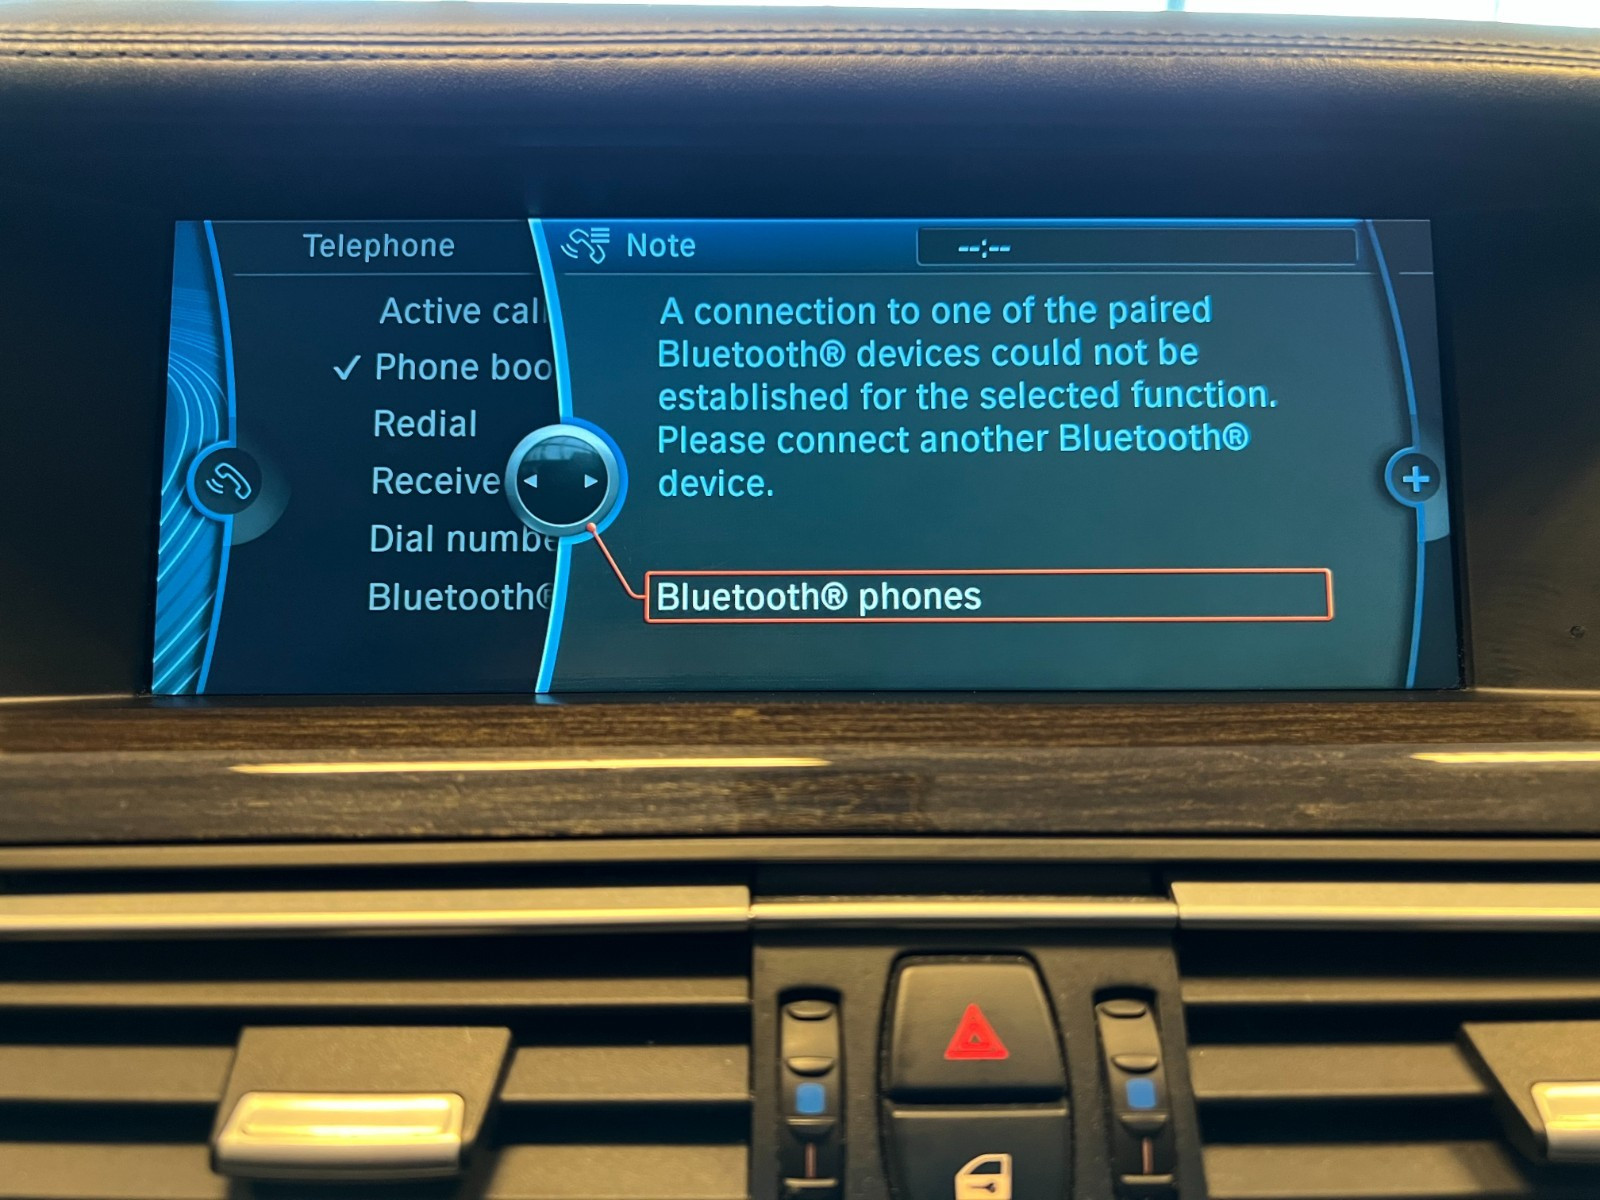 Telephone
Note
--:--
Active cal
✓ Phone boo
Redial
Receive
Dial numbe
Bluetooth®
A connection to one of the paired
Bluetooth® devices could not be
established for the selected function.
Please connect another Bluetooth®
device.
Bluetooth® phones